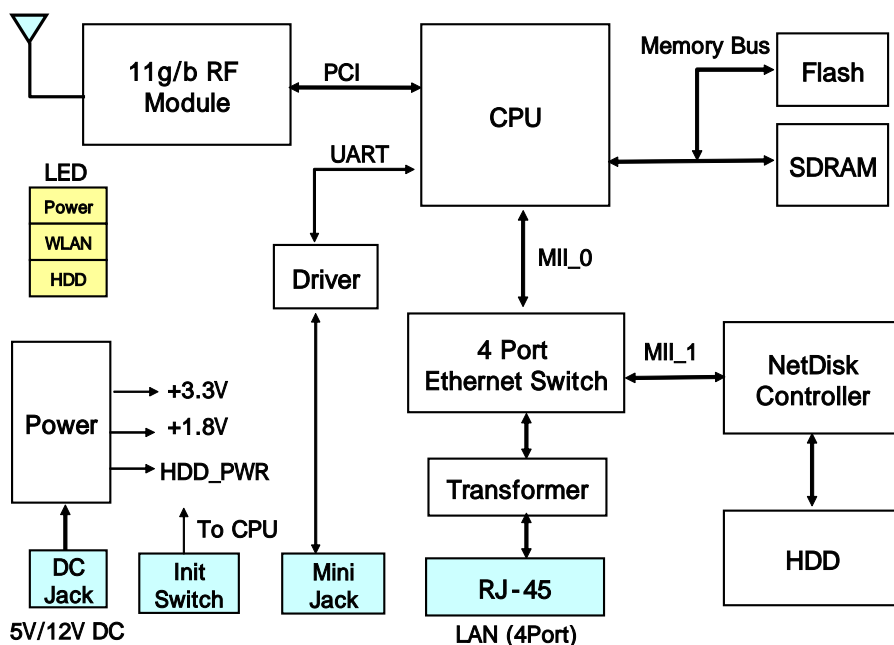 11g/b RF
Module
PCI
CPU
Memory Bus
Flash
SDRAM
UART
LED
Power
WLAN
HDD
Driver
MII_0
4 Port
Ethernet Switch
MII_1
NetDisk
Controller
Power
+3.3V
+1.8V
HDD_PWR
Transformer
To CPU
HDD
DC
Jack
Init
Switch
Mini
Jack
RJ-45
5V/12V DC
LAN (4Port)